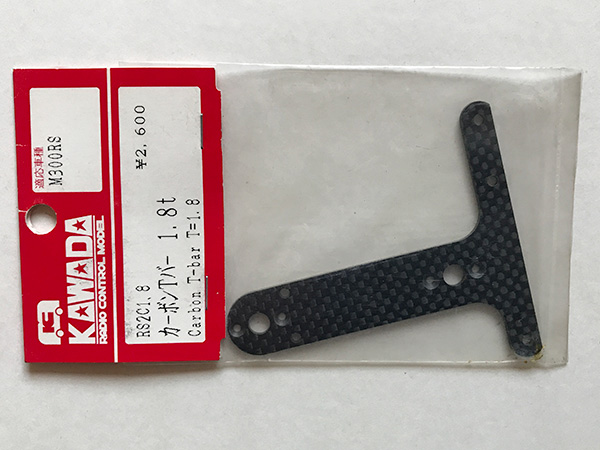 適応車種
M300RS
KAWADA
RADIO CONTROL MODEL
¥2,600
RS2C1.8
カーボンTバー 1.8t
Carbon T-bar T=1.8